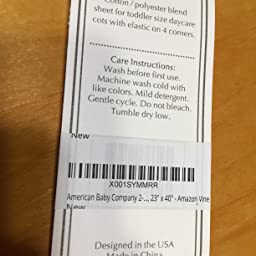 Cotton / polyester blend
sheet for toddler size daycare
cots with elastic on 4 corners.
Care Instructions:
Wash before first use.
Machine wash cold with
like colors. Mild detergent.
Gentle cycle. Do not bleach.
Tumble dry low.
New
X001SYMMRR
American Baby Company 2-..., 23" x 40" - Amazon Vine
New
Designed in the USA
Made in China